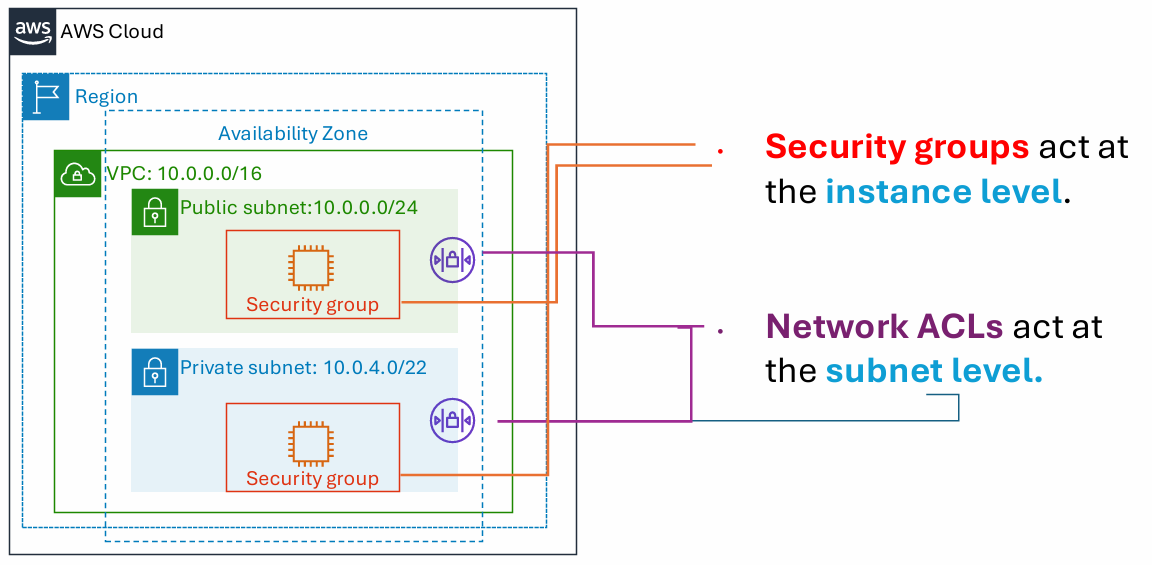 aws
AWS Cloud
Region
Availability Zone
VPC: 10.0.0.0/16
Public subnet:10.0.0.0/24
Security group
Private subnet: 10.0.4.0/22
Security group
• Security groups act at
the instance level.
• Network ACLs act at
the subnet level.